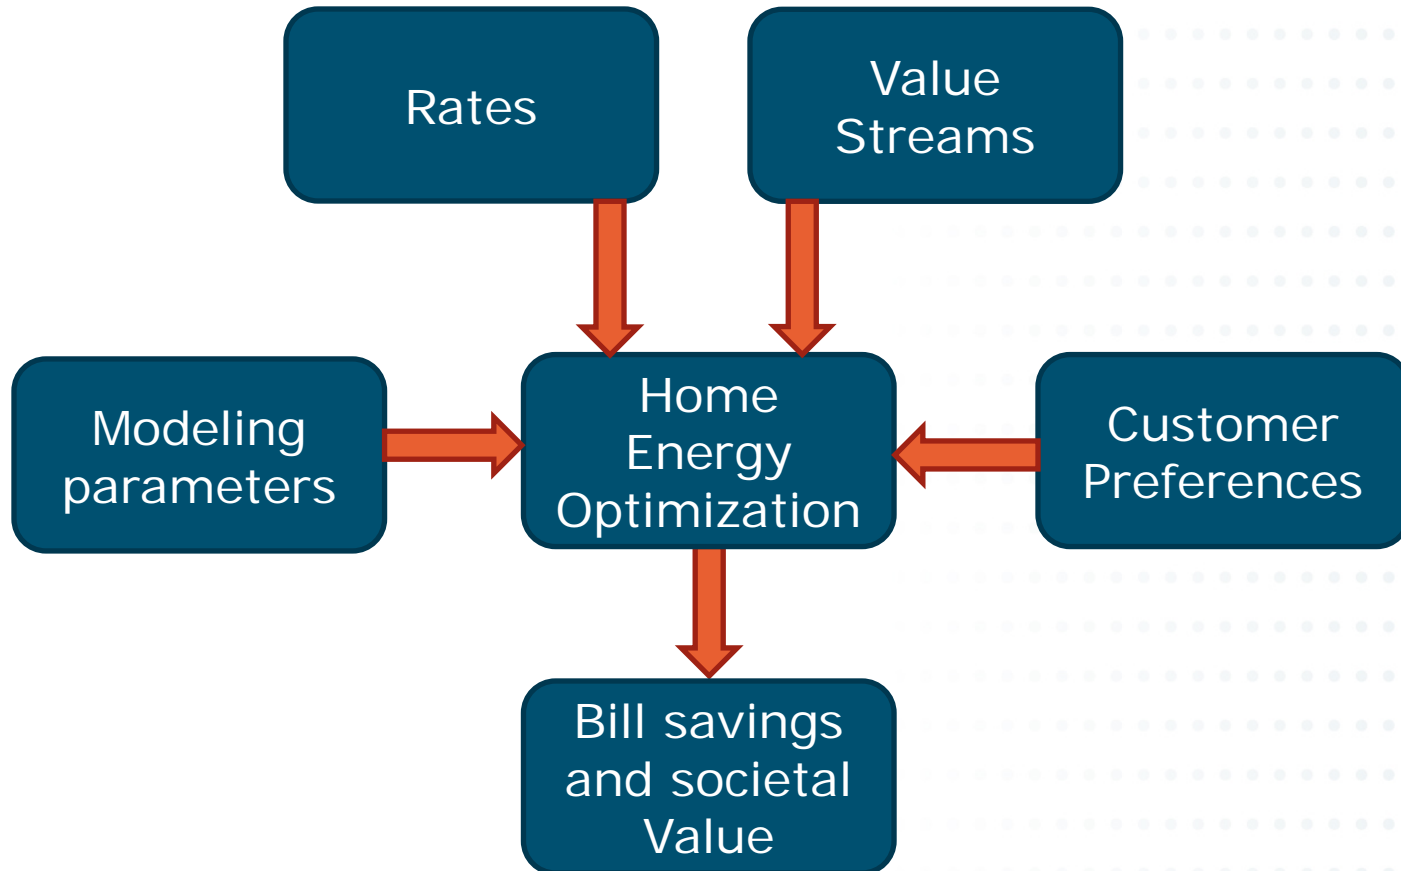 Rates
Value
Streams
Modeling
parameters
Home
Energy
Optimization
Customer
Preferences
Bill savings
and societal
Value